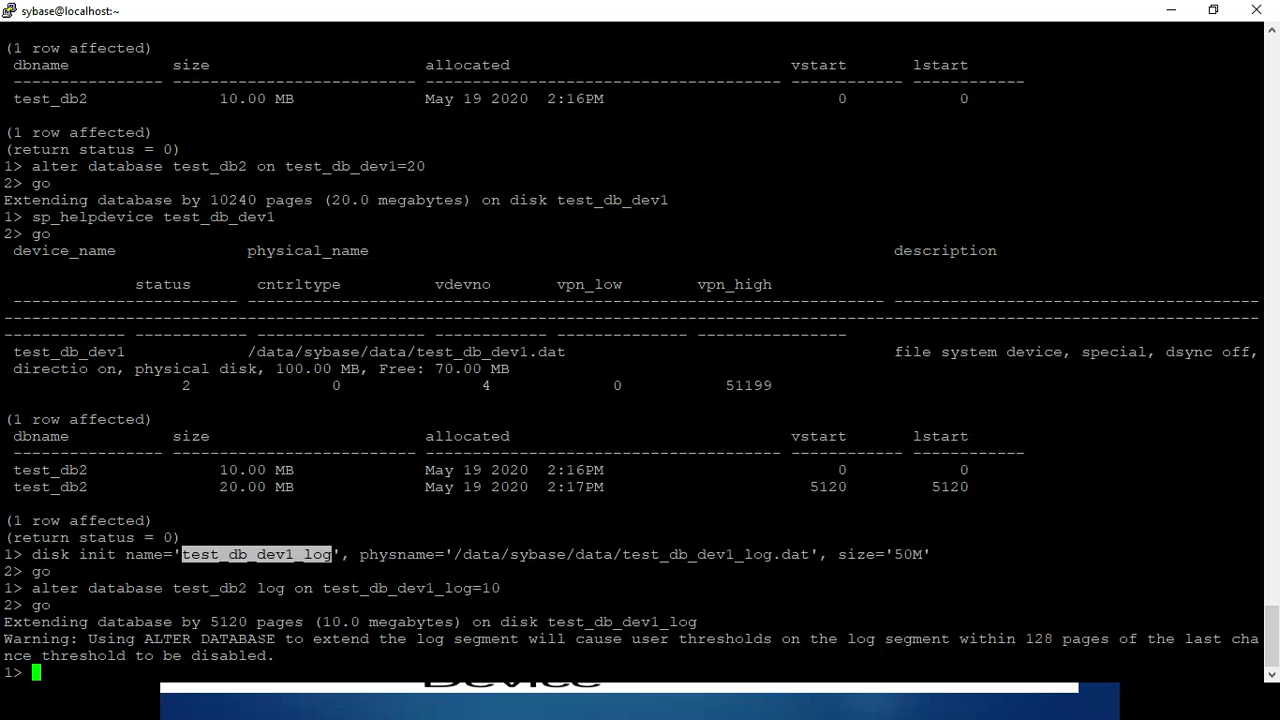 sybase@localhost:~
(1 row affected)
dbname size allocated vstart lstart
---------------- -------------------------- -------------------------------------- ------------ ------------
test_db2 10.00 MB May 19 2020 2:16PM 0 0
(1 row affected)
(return status = 0)
1> alter database test_db2 on test_db_dev1=20
2> go
Extending database by 10240 pages (20.0 megabytes) on disk test_db_dev1
1> sp_helpdevice test_db_dev1
2> go
device_name physical_name description
status cntrltype vdevno vpn_low vpn_high
test_db_dev1 /data/sybase/data/test_db_dev1.dat file system device, special, dsync off,
directio on, physical disk, 100.00 MB, Free: 70.00 MB
2 0 4 0 51199
(1 row affected)
dbname size allocated vstart lstart
---------------- -------------------------- -------------------------------------- ------------ ------------
test_db2 10.00 MB May 19 2020 2:16PM 0 0
test_db2 20.00 MB May 19 2020 2:17PM 5120 5120
(1 row affected)
(return status = 0)
1> disk init name='test_db_dev1_log', physname='/data/sybase/data/test_db_dev1_log.dat', size='50M'
2> go
1> alter database test_db2 log on test_db_dev1_log=10
2> go
Extending database by 5120 pages (10.0 megabytes) on disk test_db_dev1_log
Warning: Using ALTER DATABASE to extend the log segment will cause user thresholds on the log segment within 128 pages of the last cha
nce threshold to be disabled.
1>
Device